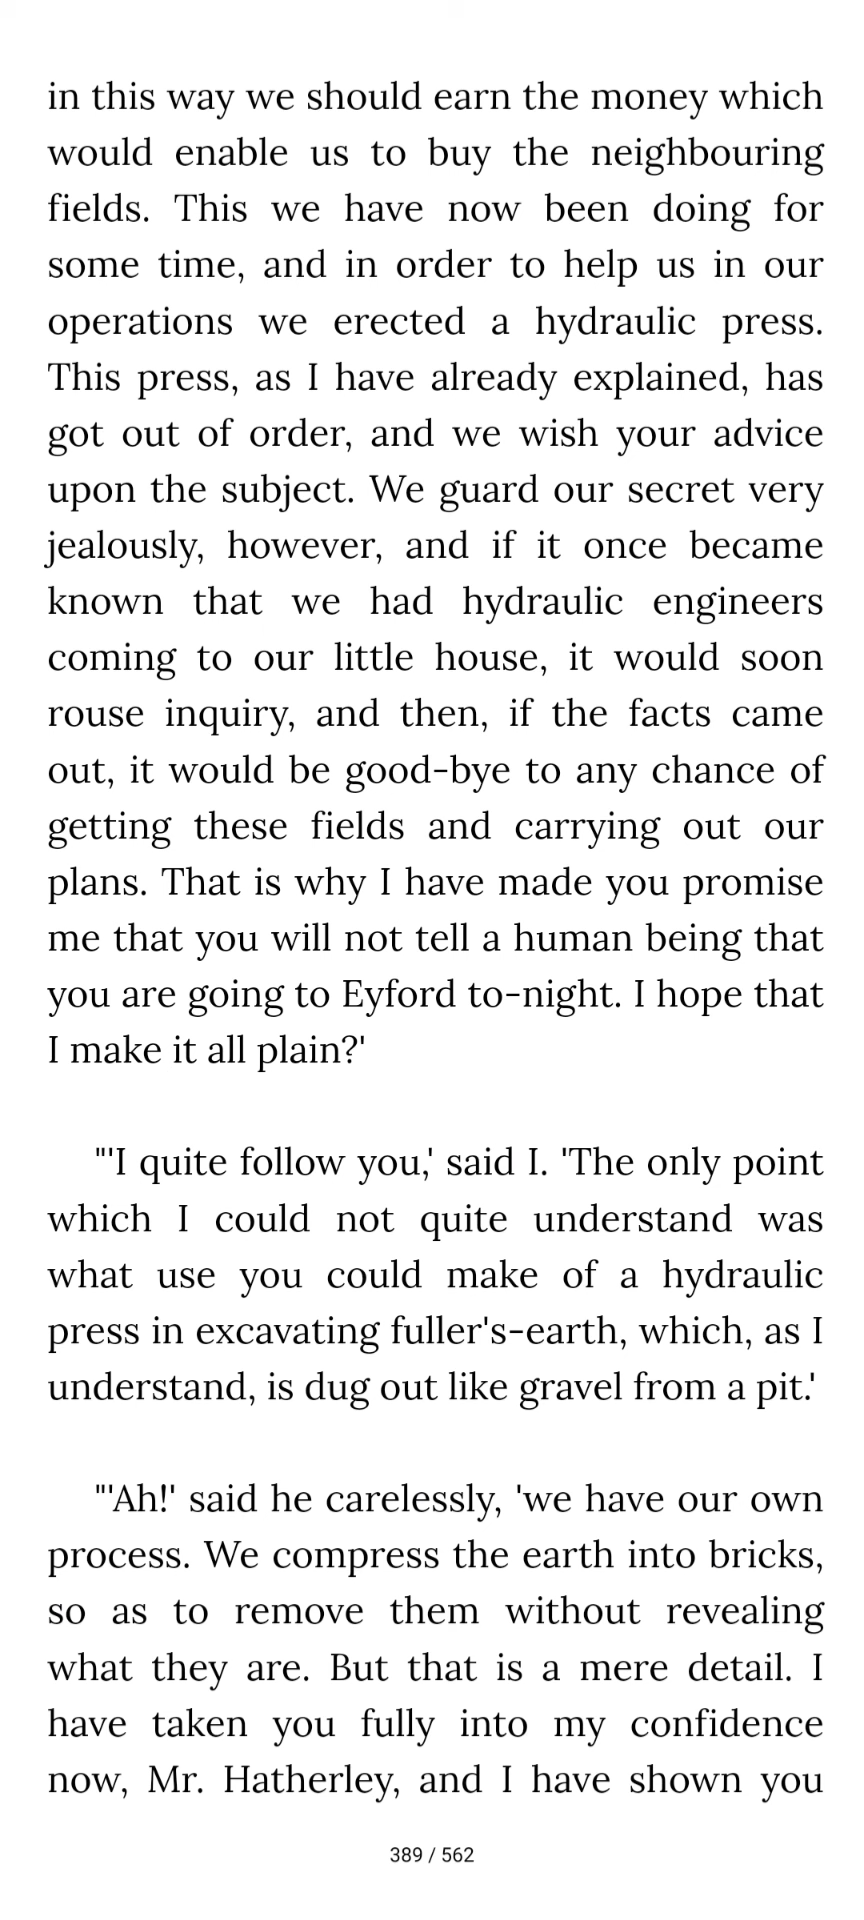 in this way we should earn the money which
would enable us to buy the neighbouring
fields. This we have now been doing for
some time, and in order to help us in our
operations we erected a hydraulic press.
This press, as I have already explained, has
got out of order, and we wish your advice
upon the subject. We guard our secret very
jealously, however, and if it once became
known that we had hydraulic engineers
coming to our little house, it would soon
rouse inquiry, and then, if the facts came
out, it would be good-bye to any chance of
getting these fields and carrying out our
plans. That is why I have made you promise
me that you will not tell a human being that
you are going to Eyford to-night. I hope that
I make it all plain?'
"'I quite follow you,' said I. 'The only point
which I could not quite understand was
what use you could make of a hydraulic
press in excavating fuller's-earth, which, as I
understand, is dug out like gravel from a pit.'
"'Ah!' said he carelessly, 'we have our own
process. We compress the earth into bricks,
so as to remove them without revealing
what they are. But that is a mere detail. I
have taken you fully into my confidence
now, Mr. Hatherley, and I have shown you
389 / 562